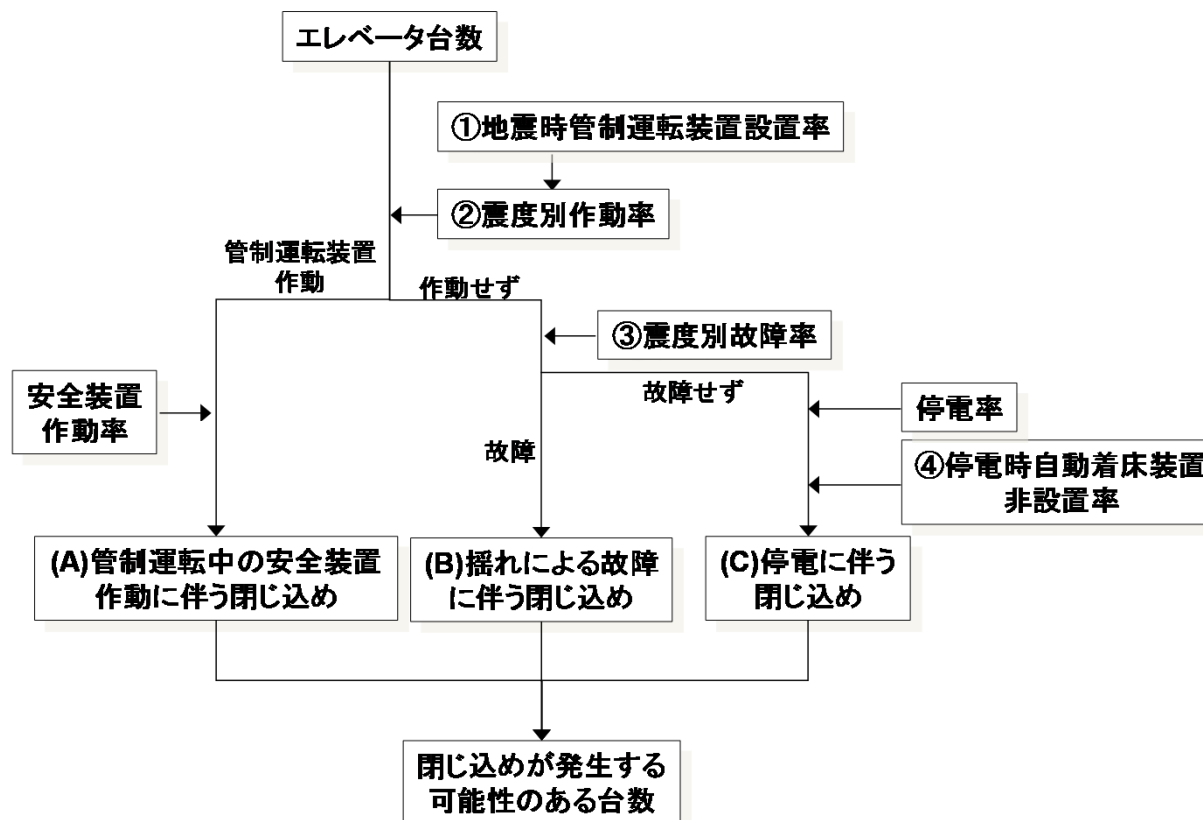 エレベータ台数
①地震時管制運転装置設置率
②震度別作動率
管制運転装置
作動
作動せず
③震度別故障率
安全装置
作動率
故障せず
停電率
故障
④停電時自動着床装置
非設置率
(A)管制運転中の安全装置
作動に伴う閉じ込め
(B)揺れによる故障
に伴う閉じ込め
(C)停電に伴う
閉じ込め
閉じ込めが発生する
可能性のある台数